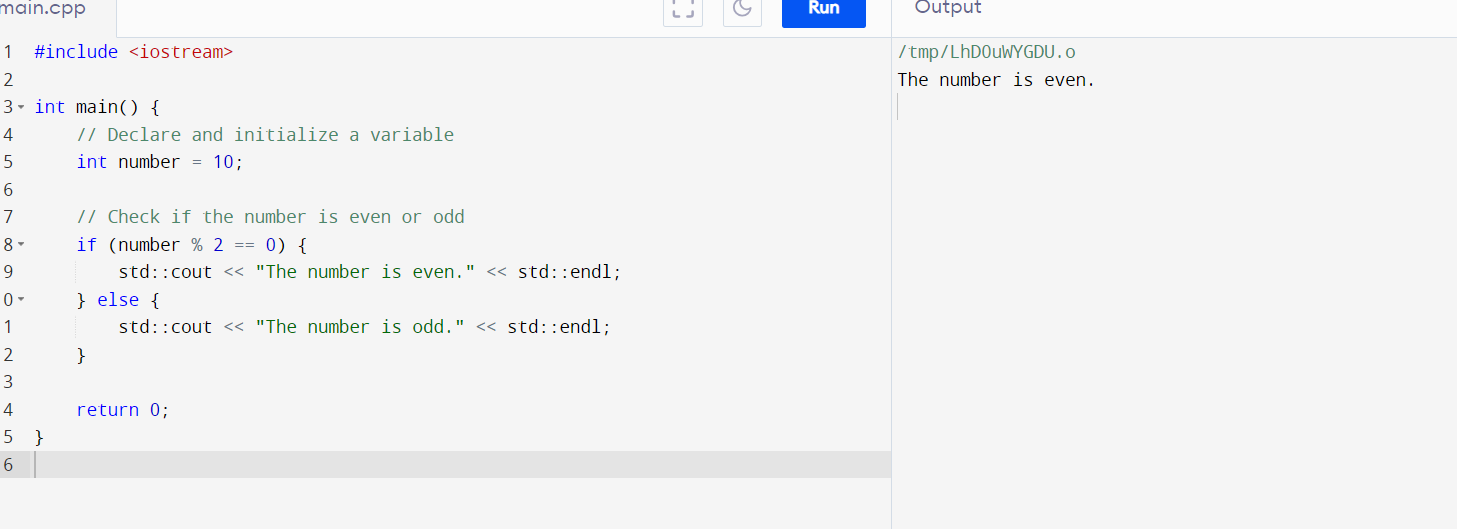 main.cpp
Run
Output
1 #include <iostream>
2
3 int main() {
4     // Declare and initialize a variable
5     int number = 10;
6
7     // Check if the number is even or odd
8     if (number % 2 == 0) {
9         std::cout << "The number is even." << std::endl;
0     } else {
1         std::cout << "The number is odd." << std::endl;
2     }
3
4     return 0;
5 }
6
/tmp/LhDOuWYGDU.o
The number is even.